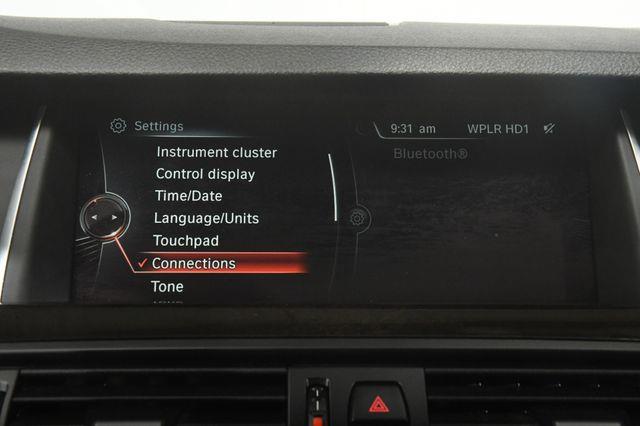 Settings
9:31 am WPLR HD1
Instrument cluster
Bluetooth®
Control display
Time/Date
Language/Units
Touchpad
Connections
Tone